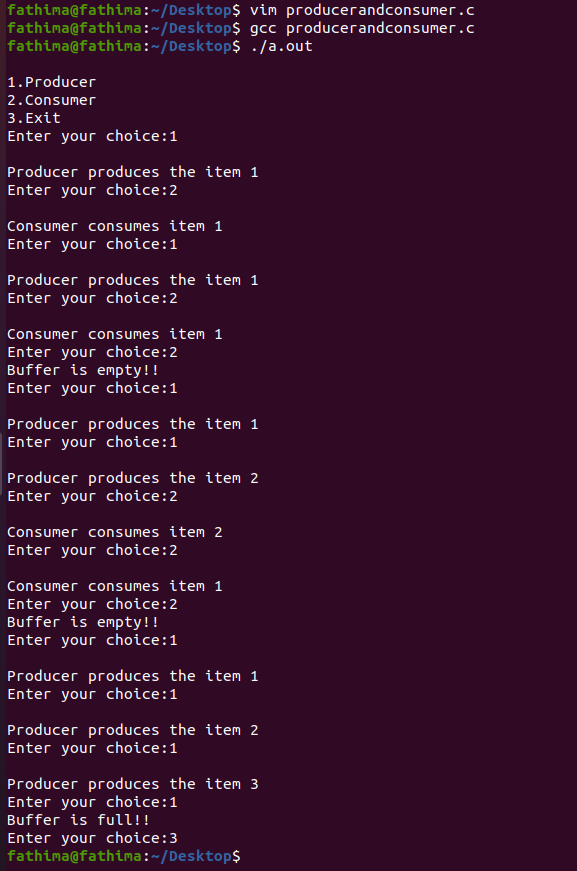 fathima@fathima:~/Desktop$ vim producerandconsumer.c
fathima@fathima:~/Desktop$ gcc producerandconsumer.c
fathima@fathima:~/Desktop$ ./a.out
1.Producer
2.Consumer
3.Exit
Enter your choice:1
Producer produces the item 1
Enter your choice:2
Consumer consumes item 1
Enter your choice:1
Producer produces the item 1
Enter your choice:2
Consumer consumes item 1
Enter your choice:2
Buffer is empty!!
Enter your choice:1
Producer produces the item 1
Enter your choice:1
Producer produces the item 2
Enter your choice:2
Consumer consumes item 2
Enter your choice:2
Consumer consumes item 1
Enter your choice:2
Buffer is empty!!
Enter your choice:1
Producer produces the item 1
Enter your choice:1
Producer produces the item 2
Enter your choice:1
Producer produces the item 3
Enter your choice:1
Buffer is full!!
Enter your choice:3
fathima@fathima:~/Desktop$